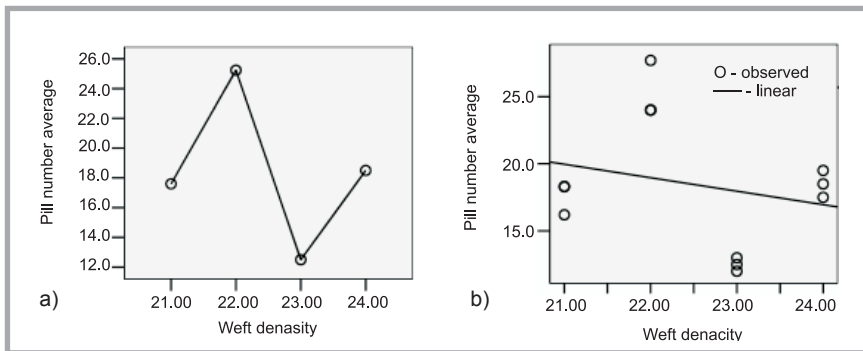 Pill number average
26.0
24.0
22.0
20.0
18.0
16.0
14.0
12.0
21.00 22.00 23.00 24.00
Weft denasity
a)
Pill number average
25.0
20.0
15.0
O - observed
— - linear
21.00 22.00 23.00 24.00
Weft denacity
b)